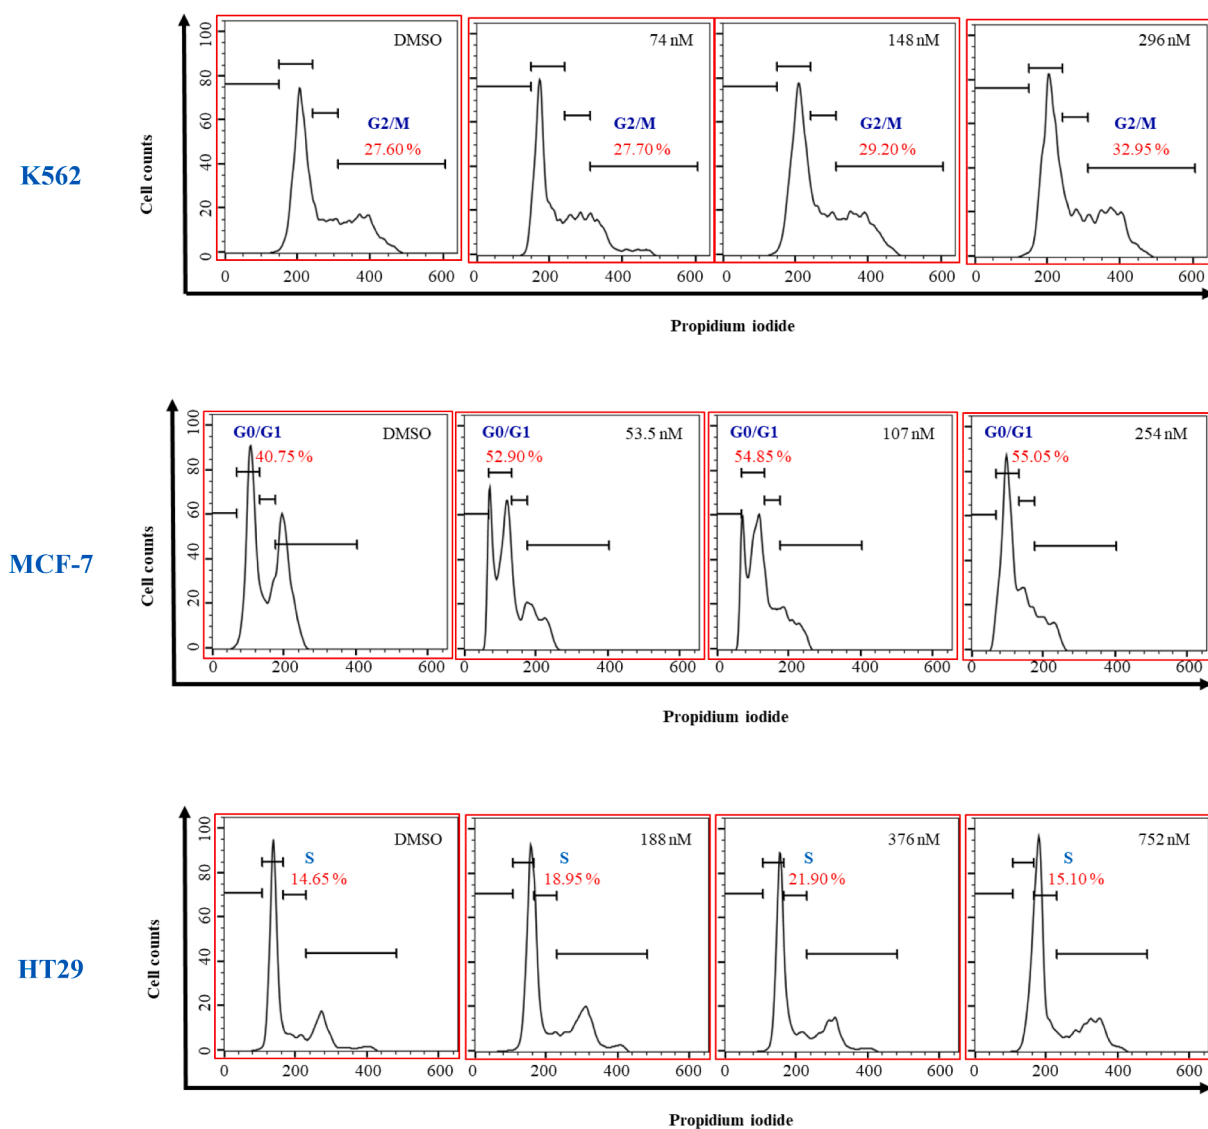 K562
Cell counts
100
80
60
40
20
0
DMSO
G2/M
27.60 %
0 200 400 600
74 nM
G2/M
27.70 %
0 200 400 600
148 nM
G2/M
29.20 %
0 200 400 600
296 nM
G2/M
32.95 %
0 200 400 600
Propidium iodide
MCF-7
Cell counts
100
80
60
40
20
0
G0/G1
DMSO
40.75 %
0 200 400 600
G0/G1
53.5 nM
52.90 %
0 200 400 600
G0/G1
107 nM
54.85 %
0 200 400 600
G0/G1
254 nM
55.05 %
0 200 400 600
Propidium iodide
HT29
Cell counts
100
80
60
40
20
0
DMSO
S
14.65 %
0 200 400 600
188 nM
S
18.95 %
0 200 400 600
376 nM
S
21.90 %
0 200 400 600
752 nM
S
15.10 %
0 200 400 600
Propidium iodide